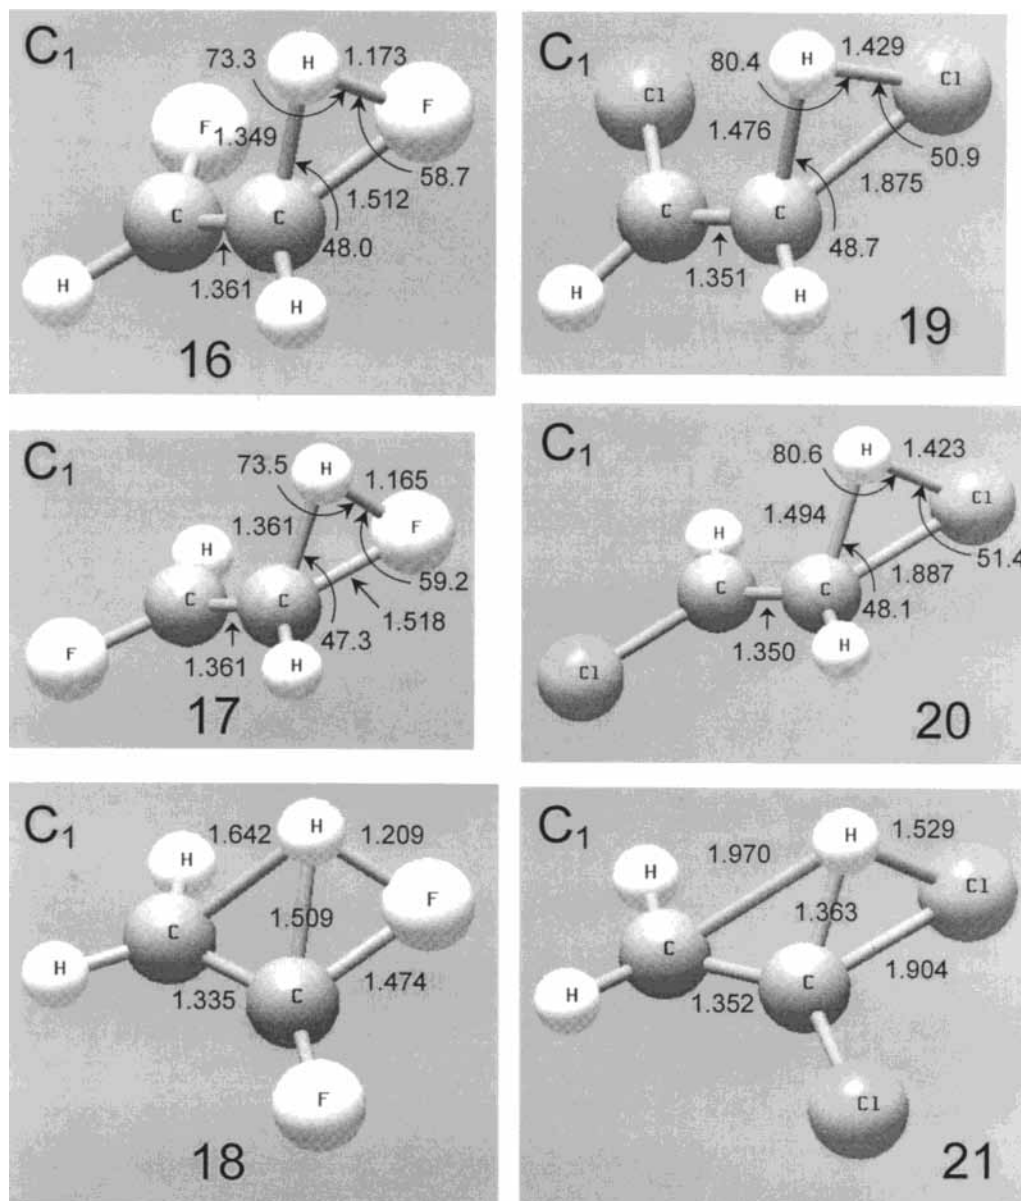 C1
73.3
H
1.173
F
1.349
F
58.7
1.512
C
C
48.0
H
1.361
H
16
C1
80.4
H
1.429
Cl
Cl
1.476
50.9
1.875
C
C
48.7
H
1.351
H
19
C1
73.5
H
1.165
F
1.361
H
59.2
C
C
1.518
47.3
F
1.361
H
17
C1
80.6
H
1.423
Cl
1.494
H
51.4
1.887
C
C
48.1
1.350
H
Cl
20
C1
1.642
H
1.209
H
F
1.509
C
H
1.474
C
1.335
F
18
C1
H
1.529
1.970
H
Cl
1.363
C
1.904
C
H
1.352
Cl
21